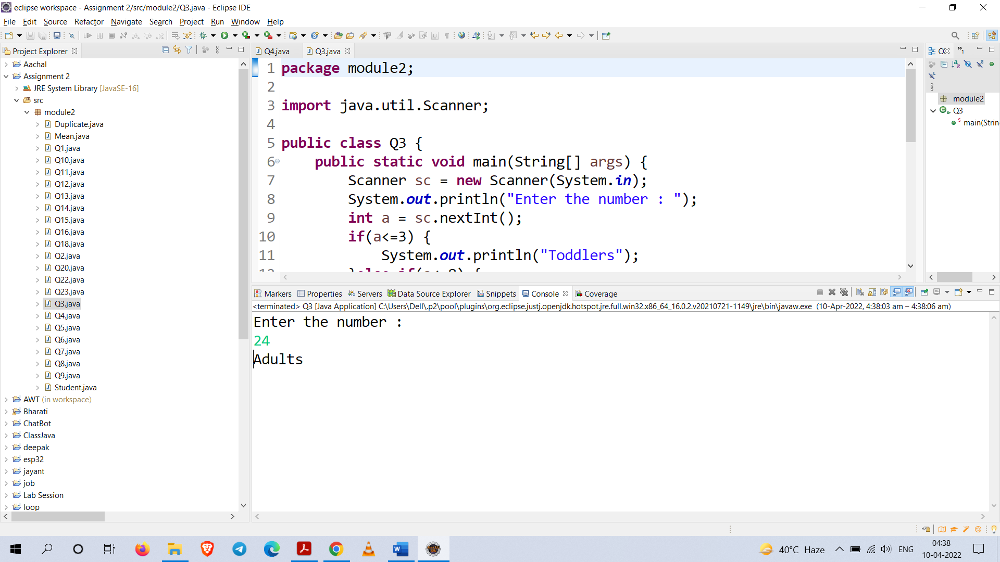 eclipse workspace - Assignment 2/src/module2/Q3.java - Eclipse IDE
File Edit Source Refactor Navigate Search Project Run Window Help
Project Explorer
Aachal
Assignment 2
JRE System Library [JavaSE-16]
src
module2
Duplicate.java
Mean.java
Q1.java
Q10.java
Q11.java
Q12.java
Q13.java
Q14.java
Q15.java
Q16.java
Q18.java
Q2.java
Q20.java
Q22.java
Q23.java
Q3.java
Q4.java
Q5.java
Q6.java
Q7.java
Q8.java
Q9.java
Student.java
AWT (in workspace)
Bharati
ChatBot
ClassJava
deepak
esp32
jayant
job
Lab Session
loop
Q4.java Q3.java
1 package module2;
2
3 import java.util.Scanner;
4
5 public class Q3 {
6 public static void main(String[] args) {
7 Scanner sc = new Scanner(System.in);
8 System.out.println("Enter the number : ");
9 int a = sc.nextInt();
10 if(a<=3) {
11 System.out.println("Toddlers");
module2
Q3
main(Strin
Markers Properties Servers Data Source Explorer Snippets Console Coverage
<terminated> Q3 [Java Application] C:\Users\Dell\.p2\pool\plugins\org.eclipse.justj.openjdk.hotspot.jre.full.win32.x86_64_16.0.2.v20210721-1149\jre\bin\javaw.exe (10-Apr-2022, 4:38:03 am – 4:38:06 am)
Enter the number :
24
Adults
40°C Haze
ENG
04:38
10-04-2022